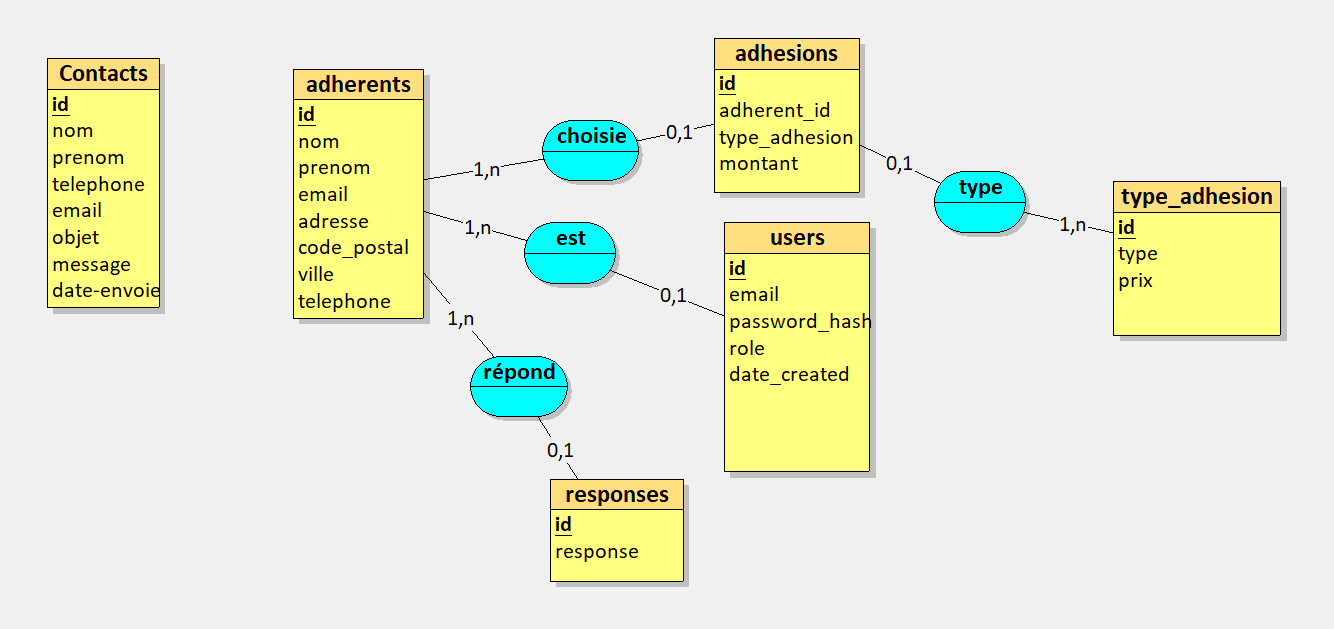 Contacts
id
nom
prenom
telephone
email
objet
message
date-envoie
adherents
id
nom
prenom
email
adresse
code_postal
ville
telephone
1,n
choisie
0,1
adhesions
id
adherent_id
type_adhesion
montant
0,1
type
1,n
type_adhesion
id
type
prix
1,n
est
0,1
users
id
email
password_hash
role
date_created
1,n
répond
0,1
responses
id
response